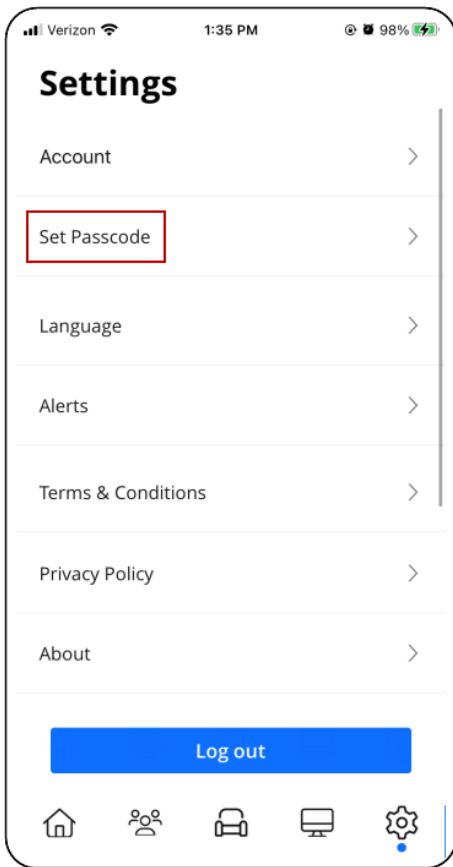 Verizon 1:35 PM 98%
Settings
Account
Set Passcode
Language
Alerts
Terms & Conditions
Privacy Policy
About
Log out